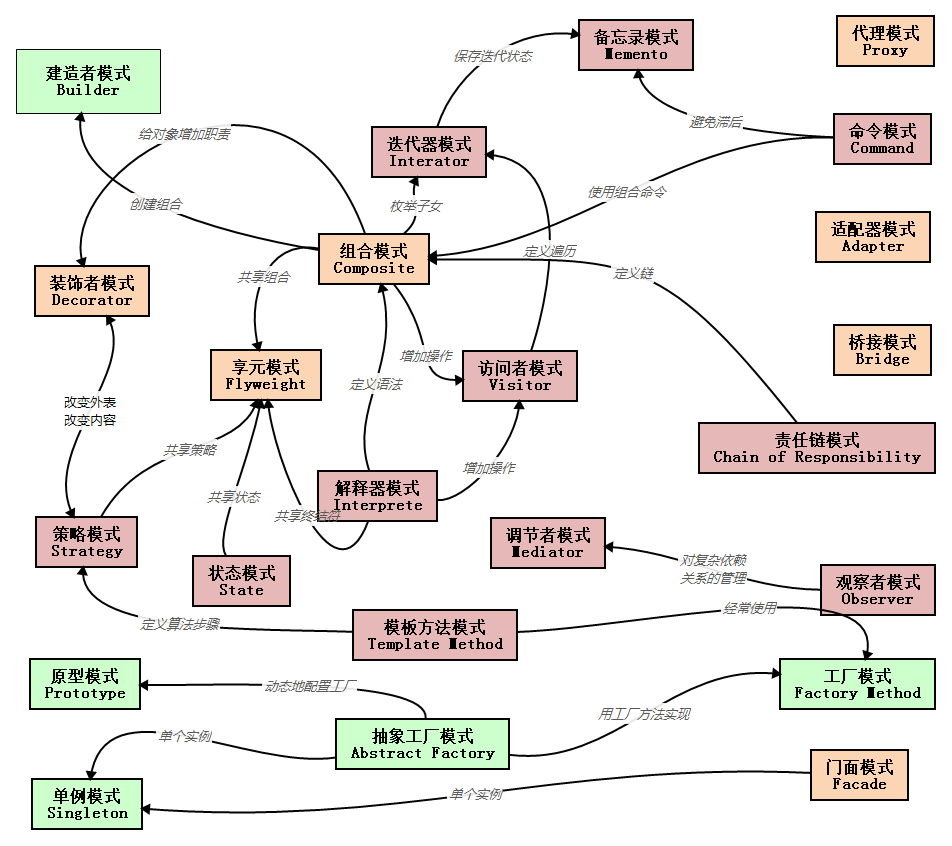 代理模式
Proxy
备忘录模式
Memento
保存迭代状态
建造者模式
Builder
避免滞后
命令模式
Command
给对象增加职责
迭代器模式
Interator
创建组合
枚举子女
使用组合命令
适配器模式
Adapter
组合模式
Composite
定义遍历
共享组合
定义链
装饰者模式
Decorator
桥接模式
Bridge
享元模式
Flyweight
增加操作
访问者模式
Visitor
定义语法
改变外表
改变内容
共享策略
责任链模式
Chain of Responsibility
增加操作
解释器模式
Interprete
共享状态
共享终结符
策略模式
Strategy
调节者模式
Mediator
对复杂依赖
关系的管理
状态模式
State
观察者模式
Observer
经常使用
定义算法步骤
模板方法模式
Template Method
原型模式
Prototype
动态地配置工厂
工厂模式
Factory Method
用工厂方法实现
抽象工厂模式
Abstract Factory
单个实例
门面模式
Facade
单例模式
Singleton
单个实例